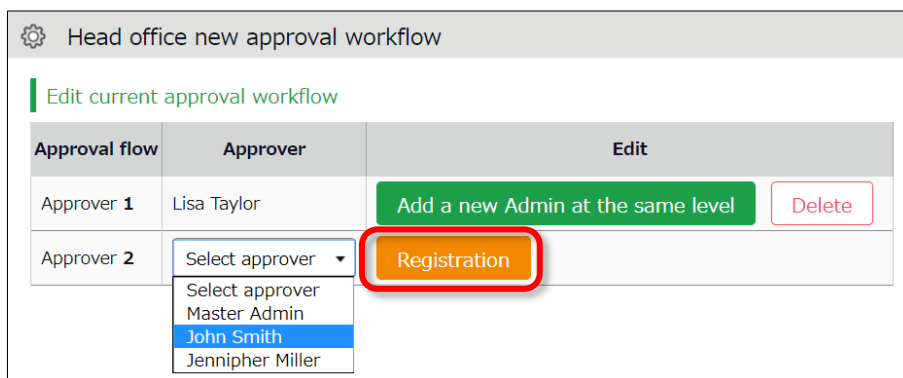 Head office new approval workflow
Edit current approval workflow
Approval flow Approver Edit
Approver 1 Lisa Taylor Add a new Admin at the same level Delete
Approver 2 Select approver Registration
Select approver
Master Admin
John Smith
Jennipher Miller